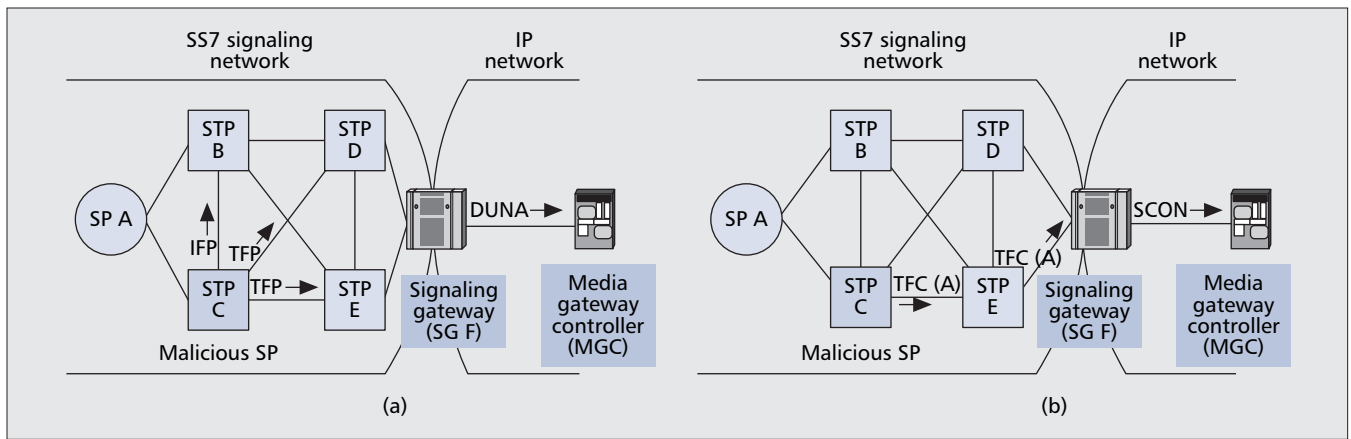 SS7 signaling
network
IP
network
STP
B
STP
D
SP A
IFP
TFP
TFP
STP
C
STP
E
DUNA
Signaling
gateway
(SG F)
Media
gateway
controller
(MGC)
Malicious SP
(a)
SS7 signaling
network
IP
network
STP
B
STP
D
SP A
SCON
TFC (A)
TFC (A)
STP
C
STP
E
Signaling
gateway
(SG F)
Media
gateway
controller
(MGC)
Malicious SP
(b)